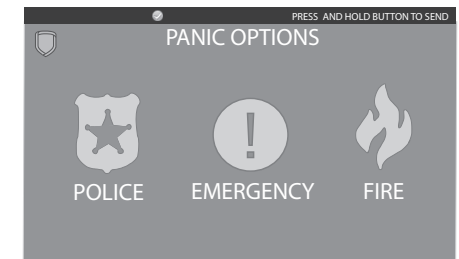 PRESS AND HOLD BUTTON TO SEND
PANIC OPTIONS
!
POLICE EMERGENCY FIRE